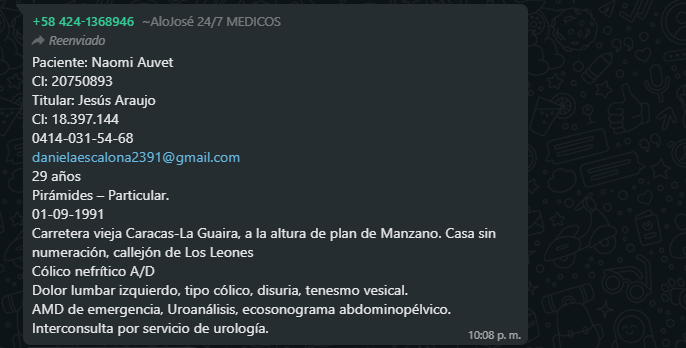 +58 424-1368946 ~AloJosé 24/7 MEDICOS
Reenviado
Paciente: Naomi Auvet
CI: 20750893
Titular: Jesús Araujo
CI: 18.397.144
0414-031-54-68
danielaescalona2391@gmail.com
29 años
Pirámides – Particular.
01-09-1991
Carretera vieja Caracas-La Guaira, a la altura de plan de Manzano. Casa sin
numeración, callejón de Los Leones
Cólico nefrítico A/D
Dolor lumbar izquierdo, tipo cólico, disuria, tenesmo vesical.
AMD de emergencia, Uroanálisis, ecosonograma abdominopélvico.
Interconsulta por servicio de urología.
10:08 p. m.